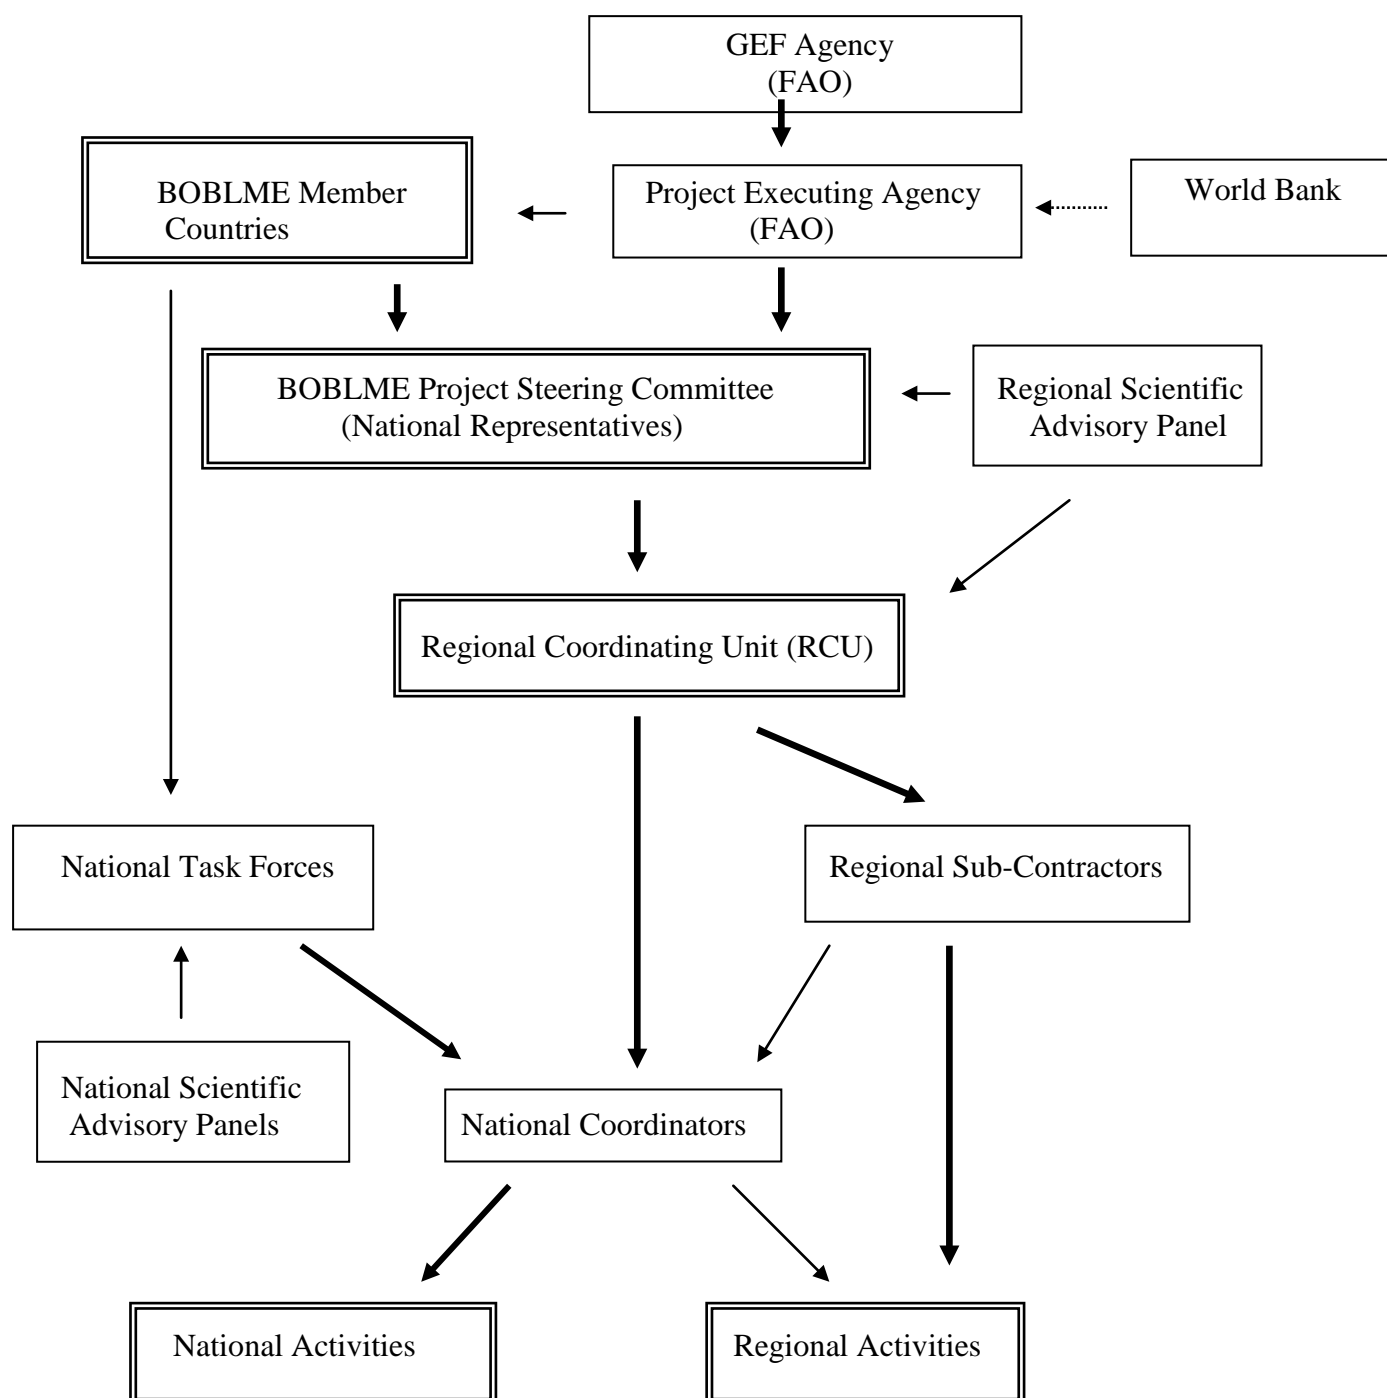 GEF Agency
(FAO)
BOBLME Member
Countries
Project Executing Agency
(FAO)
World Bank
BOBLME Project Steering Committee
(National Representatives)
Regional Scientific
Advisory Panel
Regional Coordinating Unit (RCU)
National Task Forces
Regional Sub-Contractors
National Scientific
Advisory Panels
National Coordinators
National Activities
Regional Activities